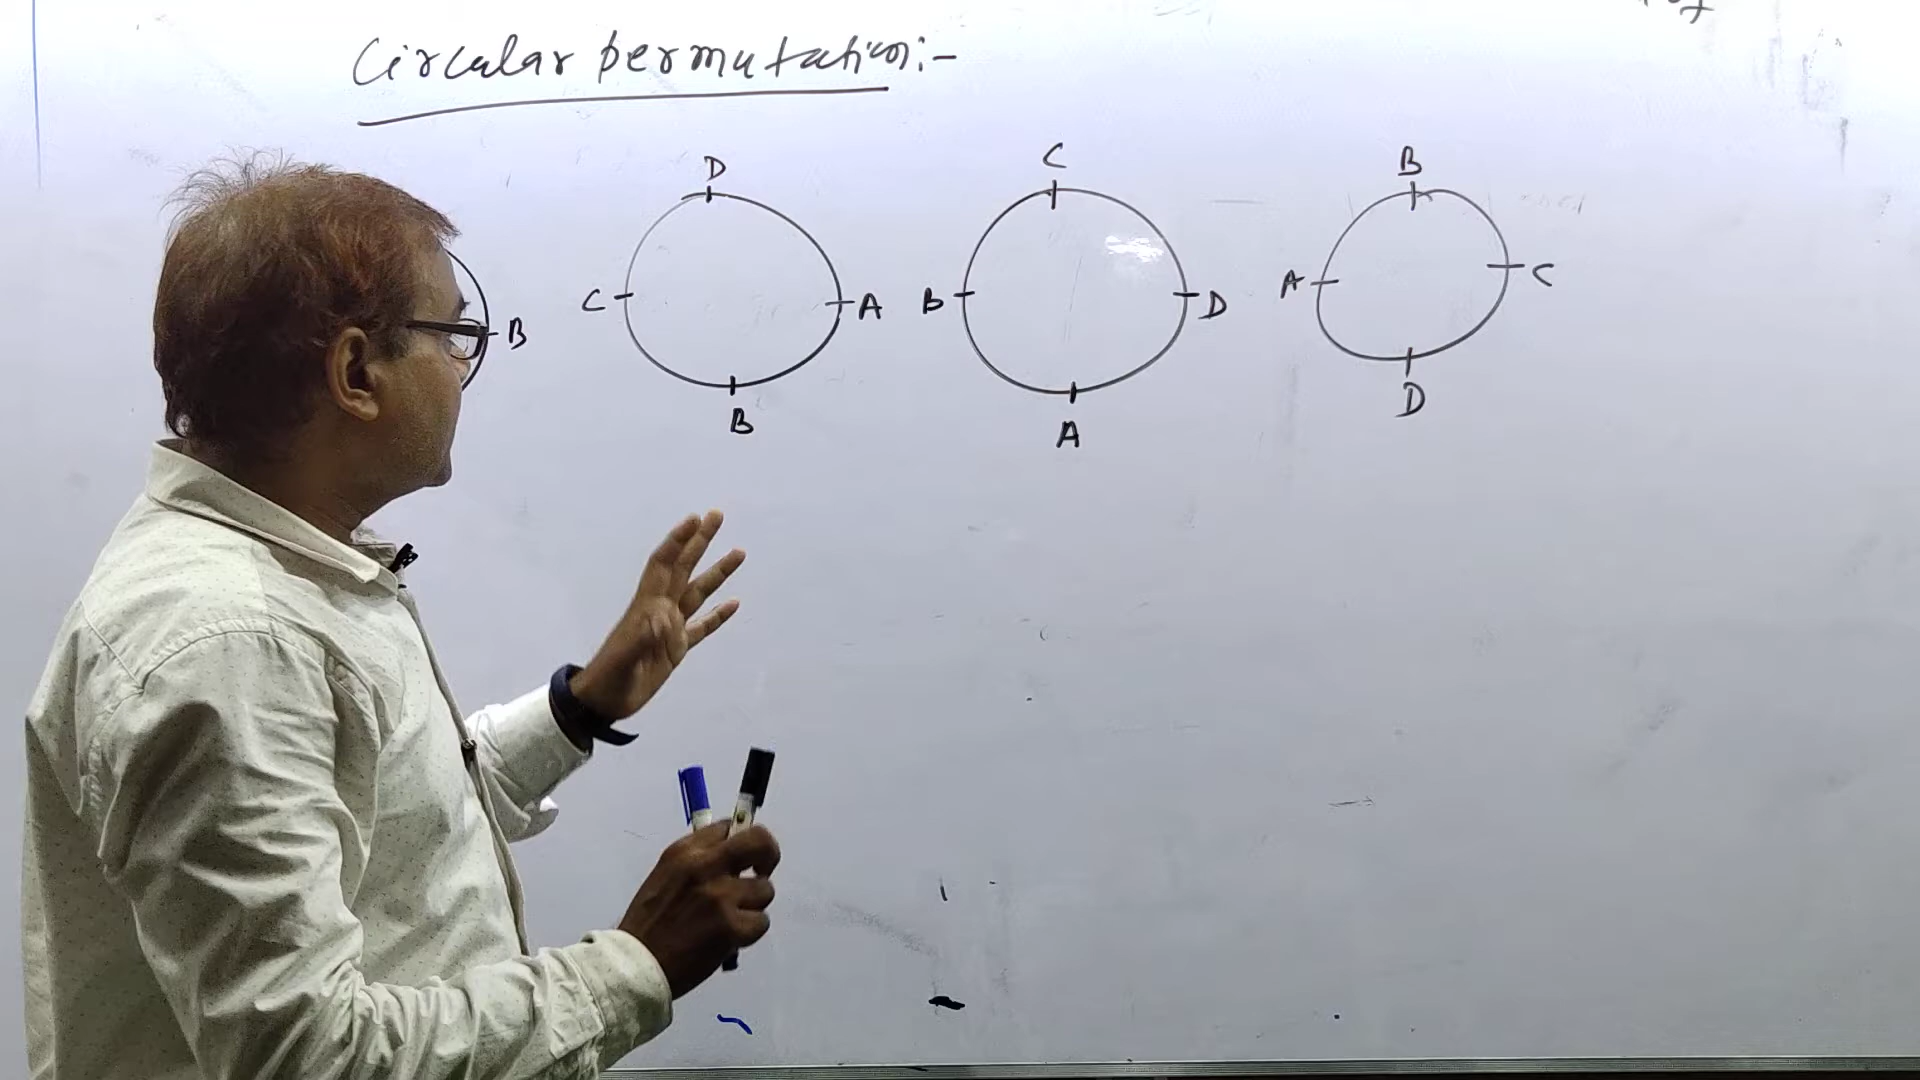 Circular permutation:-
D C B
B C A B D A C
B A D